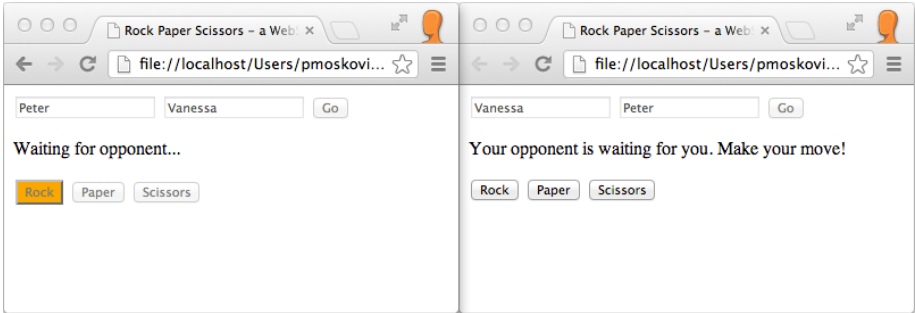 Rock Paper Scissors – a Web
file://localhost/Users/pmoskovi...
Peter Vanessa Go
Waiting for opponent...
Rock Paper Scissors
Rock Paper Scissors – a Web
file://localhost/Users/pmoskovi...
Vanessa Peter Go
Your opponent is waiting for you. Make your move!
Rock Paper Scissors